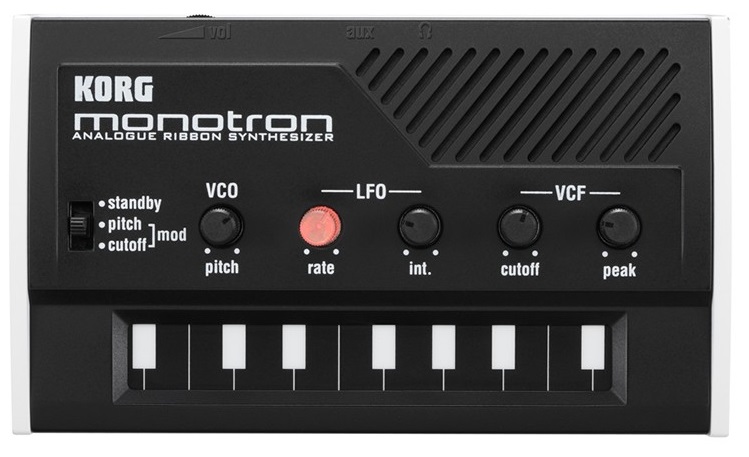 vol aux
KORG
monotron
ANALOGUE RIBBON SYNTHESIZER
standby
pitch
cutoff
mod
VCO LFO VCF
pitch rate int. cutoff peak